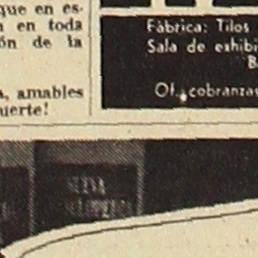 que en es-
n en toda
ón de la
a, amables
uerte!
Fábrica: Tilos
Sala de exhibi
B
Of. cobranzas